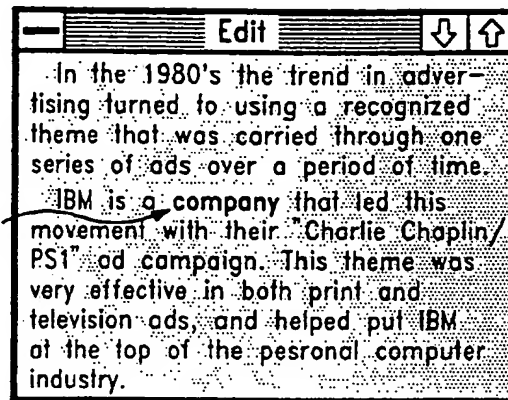 Edit
In the 1980's the trend in adver-
tising turned to using a recognized
theme that was carried through one
series of ads over a period of time.
IBM is a company that led this
movement with their "Charlie Chaplin/
PS1" ad campaign. This theme was
very effective in both print and
television ads, and helped put IBM
at the top of the pesronal computer
industry.